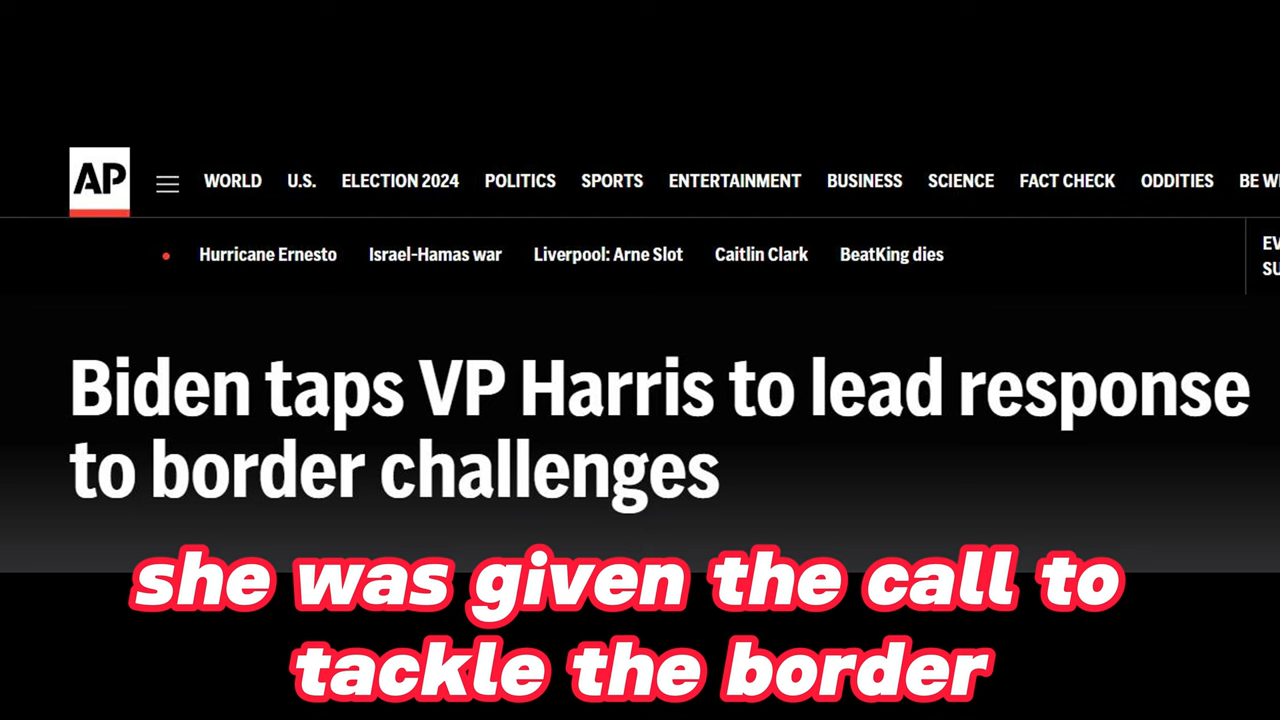 AP WORLD U.S. ELECTION 2024 POLITICS SPORTS ENTERTAINMENT BUSINESS SCIENCE FACT CHECK ODDITIES BE
Hurricane Ernesto Israel-Hamas war Liverpool: Arne Slot Caitlin Clark BeatKing dies
Biden taps VP Harris to lead response
to border challenges
she was given the call to
tackle the border